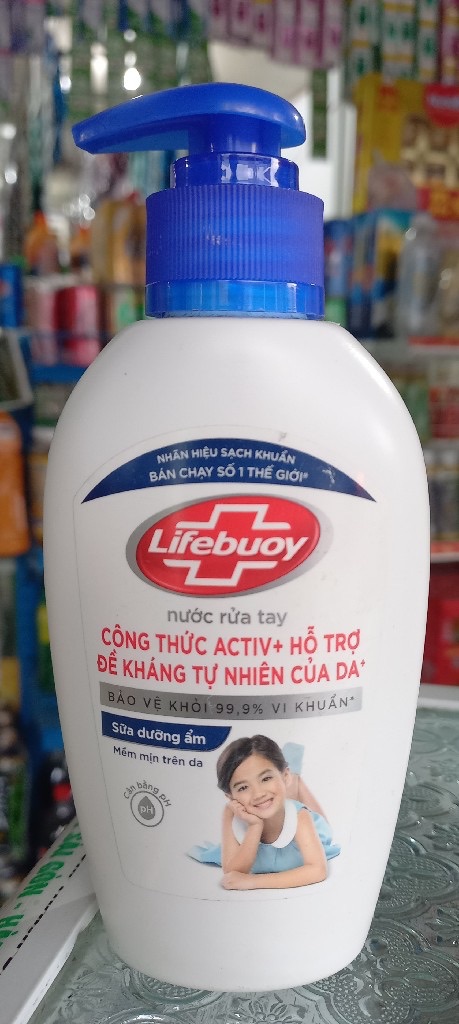 NHÃN HIỆU SẠCH KHUẨN
BÁN CHẠY SỐ 1 THẾ GIỚI*
Lifebuoy
nước rửa tay
CÔNG THỨC ACTIV+ HỖ TRỢ
ĐỀ KHÁNG TỰ NHIÊN CỦA DA+
BẢO VỆ KHỎI 99,9% VI KHUẨN*
Sữa dưỡng ẩm
Mềm mịn trên da
Cân bằng pH
pH